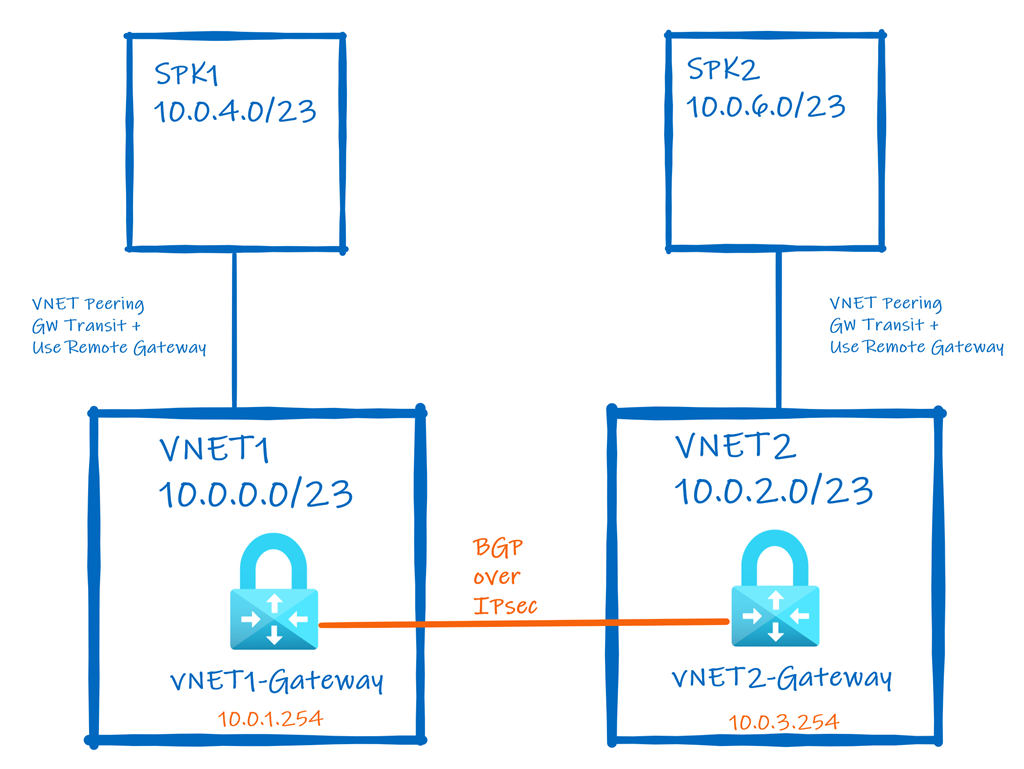 SPK1
10.0.4.0/23
SPK2
10.0.6.0/23
VNET Peering
GW Transit +
Use Remote Gateway
VNET Peering
GW Transit +
Use Remote Gateway
VNET1
10.0.0.0/23
VNET2
10.0.2.0/23
BGP
over
IPsec
VNET1-Gateway
10.0.1.254
VNET2-Gateway
10.0.3.254